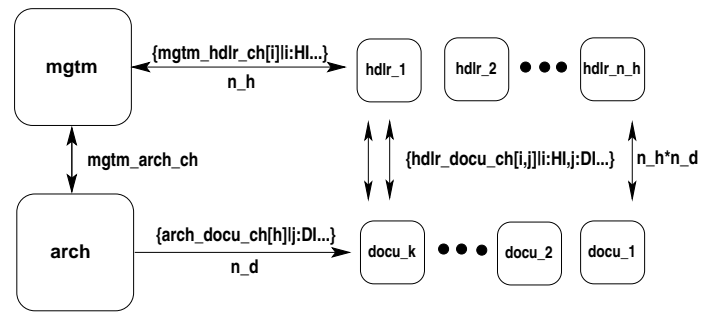 mgtm
{mgtm_hdlr_ch[i]|i:HI...}
n_h
hdlr_1
hdlr_2
hdlr_n_h
mgtm_arch_ch
{hdlr_docu_ch[i,j]|i:HI,j:DI...}
n_h*n_d
arch
{arch_docu_ch[h]|j:DI...}
n_d
docu_k
docu_2
docu_1